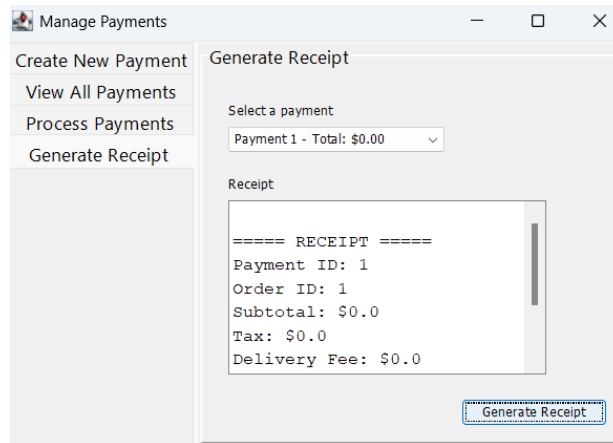 Manage Payments
Create New Payment
View All Payments
Process Payments
Generate Receipt
Generate Receipt
Select a payment
Payment 1 - Total: $0.00
Receipt
===== RECEIPT =====
Payment ID: 1
Order ID: 1
Subtotal: $0.0
Tax: $0.0
Delivery Fee: $0.0
Generate Receipt